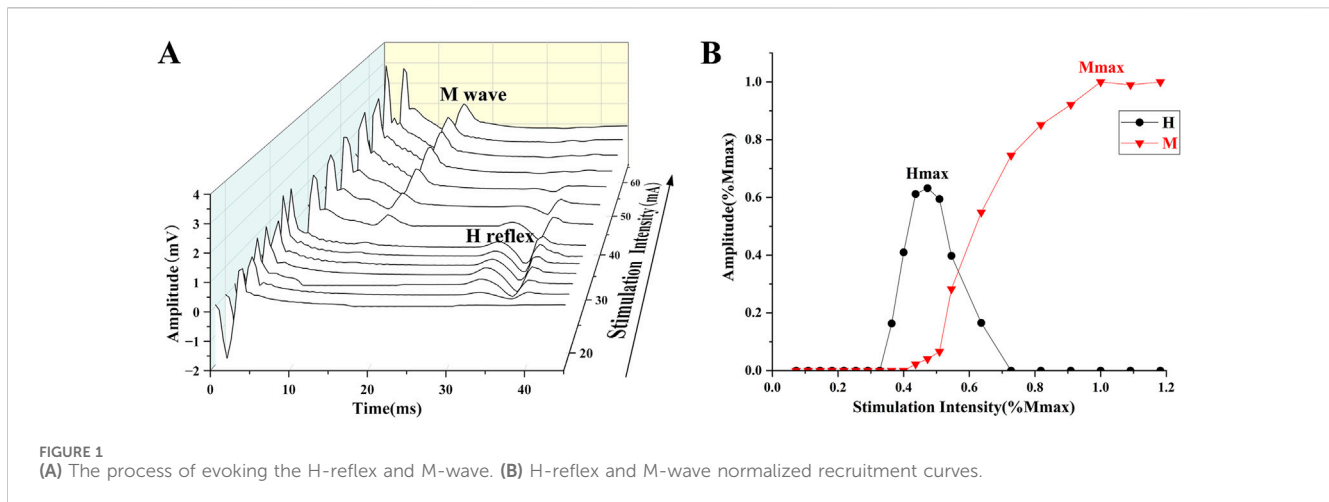 A
M wave
H reflex
4
3
2
1
0
−1
−2
Amplitude (mV)
0
10
20
30
40
Time(ms)
20
30
40
50
60
Stimulation Intensity(mA)
B
Mmax
Hmax
H
M
1.0
0.8
0.6
0.4
0.2
0.0
Amplitude(%Mmax)
0.0 0.2 0.4 0.6 0.8 1.0 1.2
Stimulation Intensity(%Mmax)
FIGURE 1
(A) The process of evoking the H-reflex and M-wave. (B) H-reflex and M-wave normalized recruitment curves.